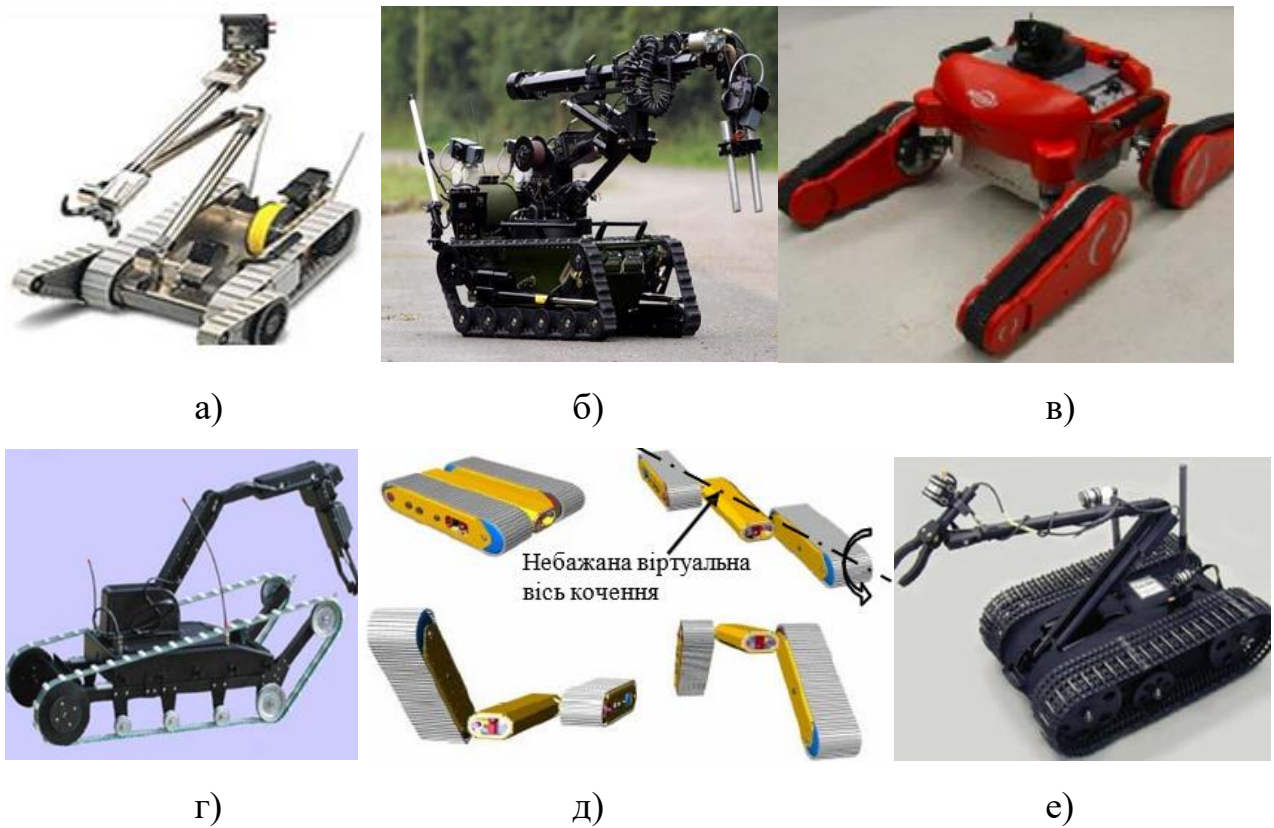 а)
б)
в)
Небажана віртуальна
вісь кочення
г)
д)
е)